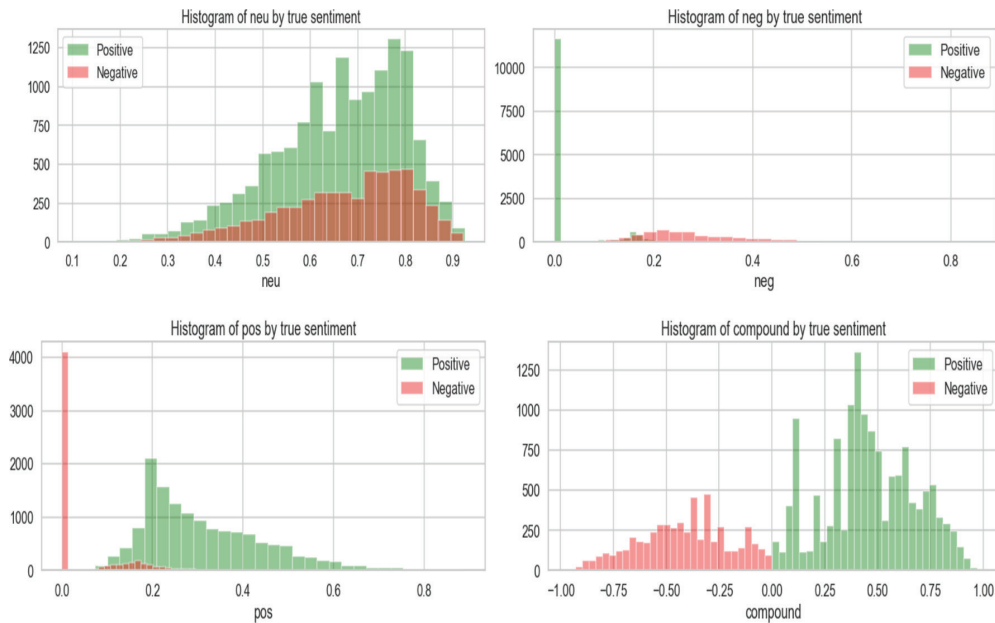 Histogram of neu by true sentiment
1250
1000
750
500
250
0
Positive
Negative
0.1 0.2 0.3 0.4 0.5 0.6 0.7 0.8 0.9
neu
Histogram of neg by true sentiment
10000
7500
5000
2500
0
Positive
Negative
0.0 0.2 0.4 0.6 0.8
neg
Histogram of pos by true sentiment
4000
3000
2000
1000
0
Positive
Negative
0.0 0.2 0.4 0.6 0.8
pos
Histogram of compound by true sentiment
1250
1000
750
500
250
0
Positive
Negative
−1.00 −0.75 −0.50 −0.25 0.00 0.25 0.50 0.75 1.00
compound